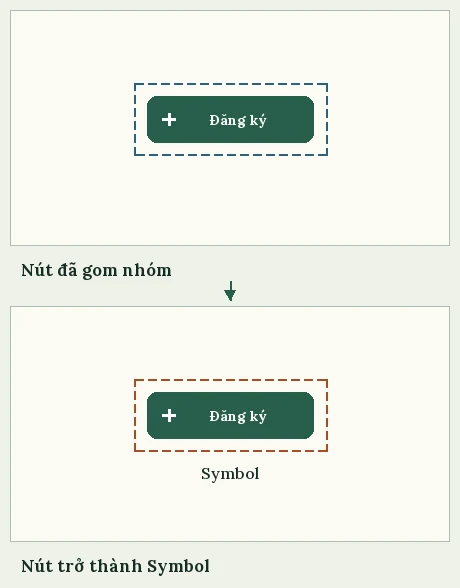 Đăng ký
Nút đã gom nhóm
Đăng ký
Symbol
Nút trở thành Symbol